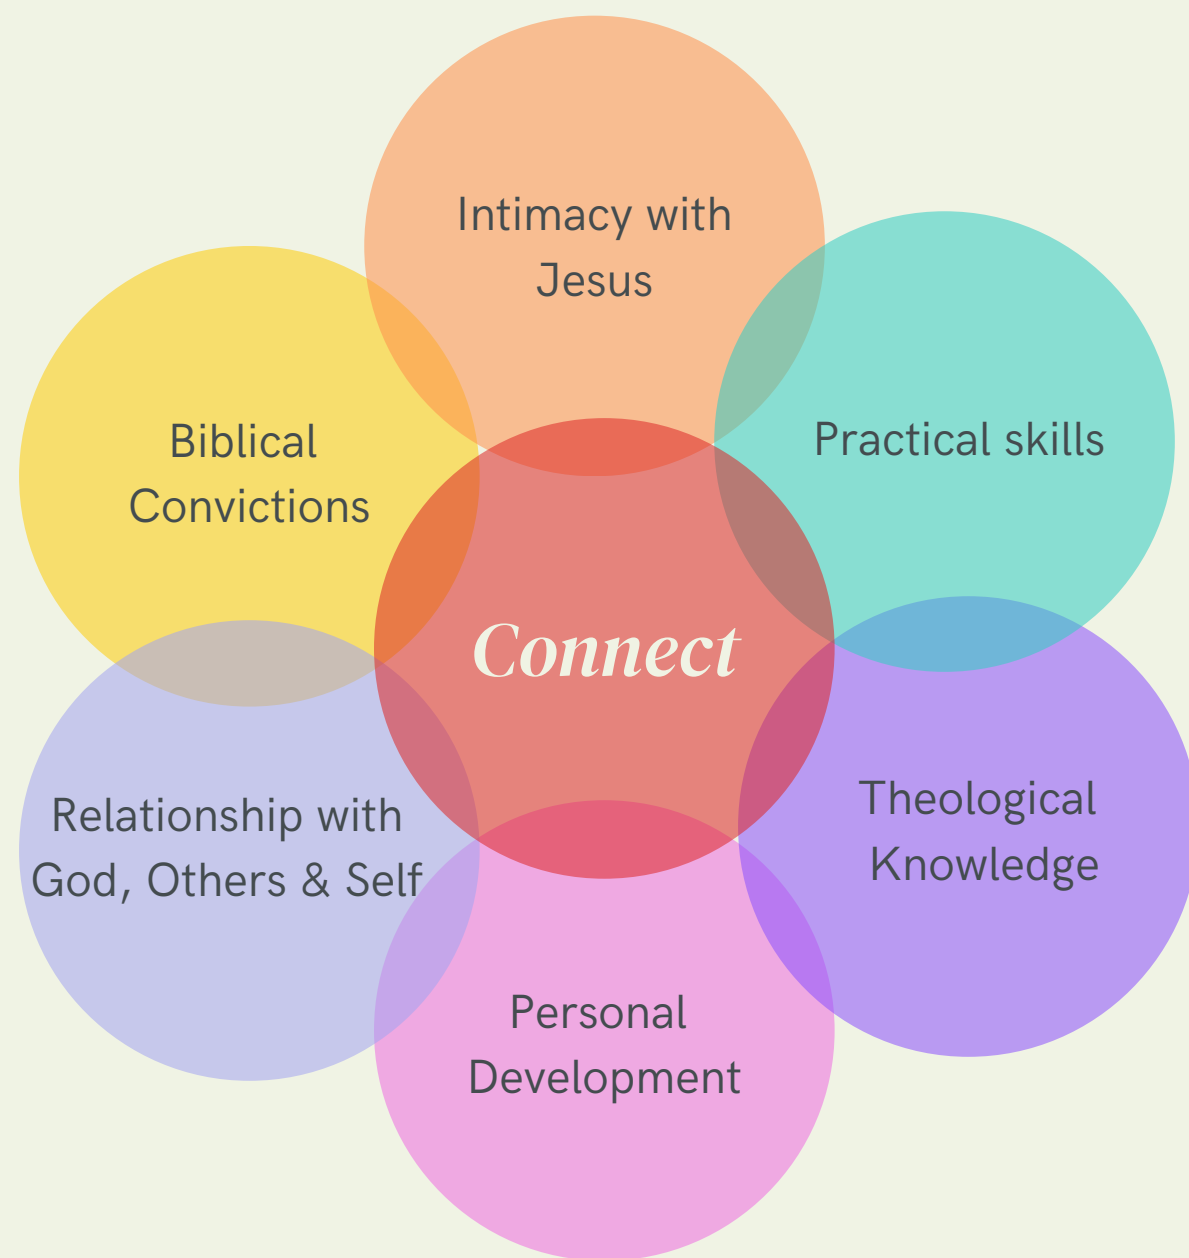 Intimacy with
Jesus
Practical skills
Biblical
Convictions
Connect
Theological
Knowledge
Relationship with
God, Others & Self
Personal
Development